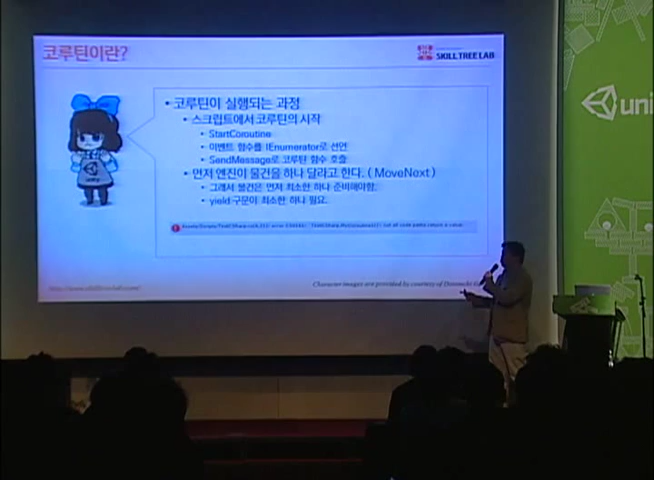 코루틴이란?
SKILL TREE LAB
• 코루틴이 실행되는 과정
• 스크립트에서 코루틴의 시작
• StartCoroutine
• 이벤트 함수를 IEnumerator로 선언
• SendMessage로 코루틴 함수 호출
• 먼저 엔진이 물건을 하나 달라고 한다. ( MoveNext )
• 그래서 물건은 먼저 최소한 하나 준비해야함.
• yield 구문이 최소한 하나 필요.
not all code paths return a value
Character images are provided by courtesy of
uni